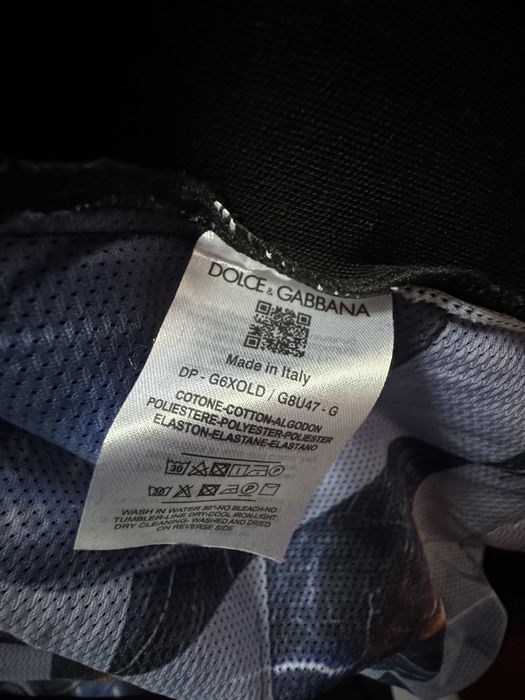 DOLCE & GABBANA
Made in Italy
DP - G6XOLD / G8U47 - G
COTONE-COTTON-ALGODON
POLIESTERE-POLYESTER-POLIESTER
ELASTON-ELASTANE-ELASTANO
30
30
WASH IN WATER 30°-NO BLEACH-NO
TUMBLER-LINE DRY-COOL IRON-LIGHT
DRY CLEANING- WASHED AND DRIED
ON REVERSE SIDE